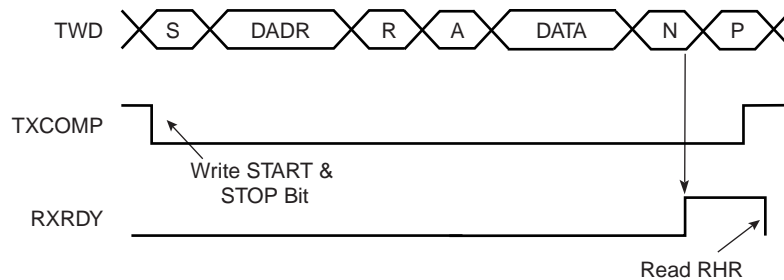 TWD S DADR R A DATA N P
TXCOMP
Write START &
STOP Bit
RXRDY
Read RHR